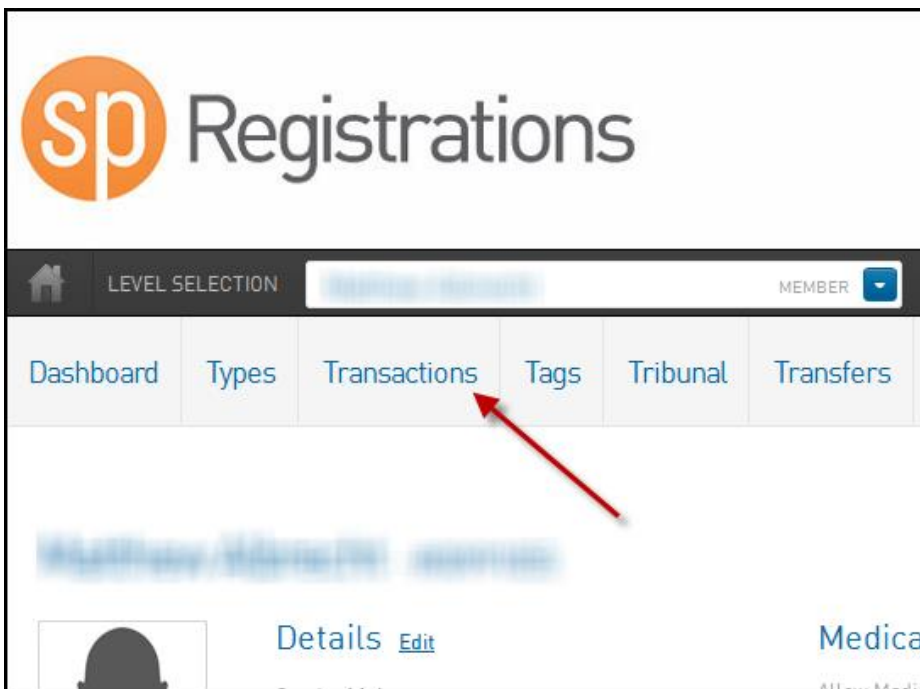 sp Registrations
LEVEL SELECTION MEMBER
Dashboard Types Transactions Tags Tribunal Transfers
Details Edit Medica